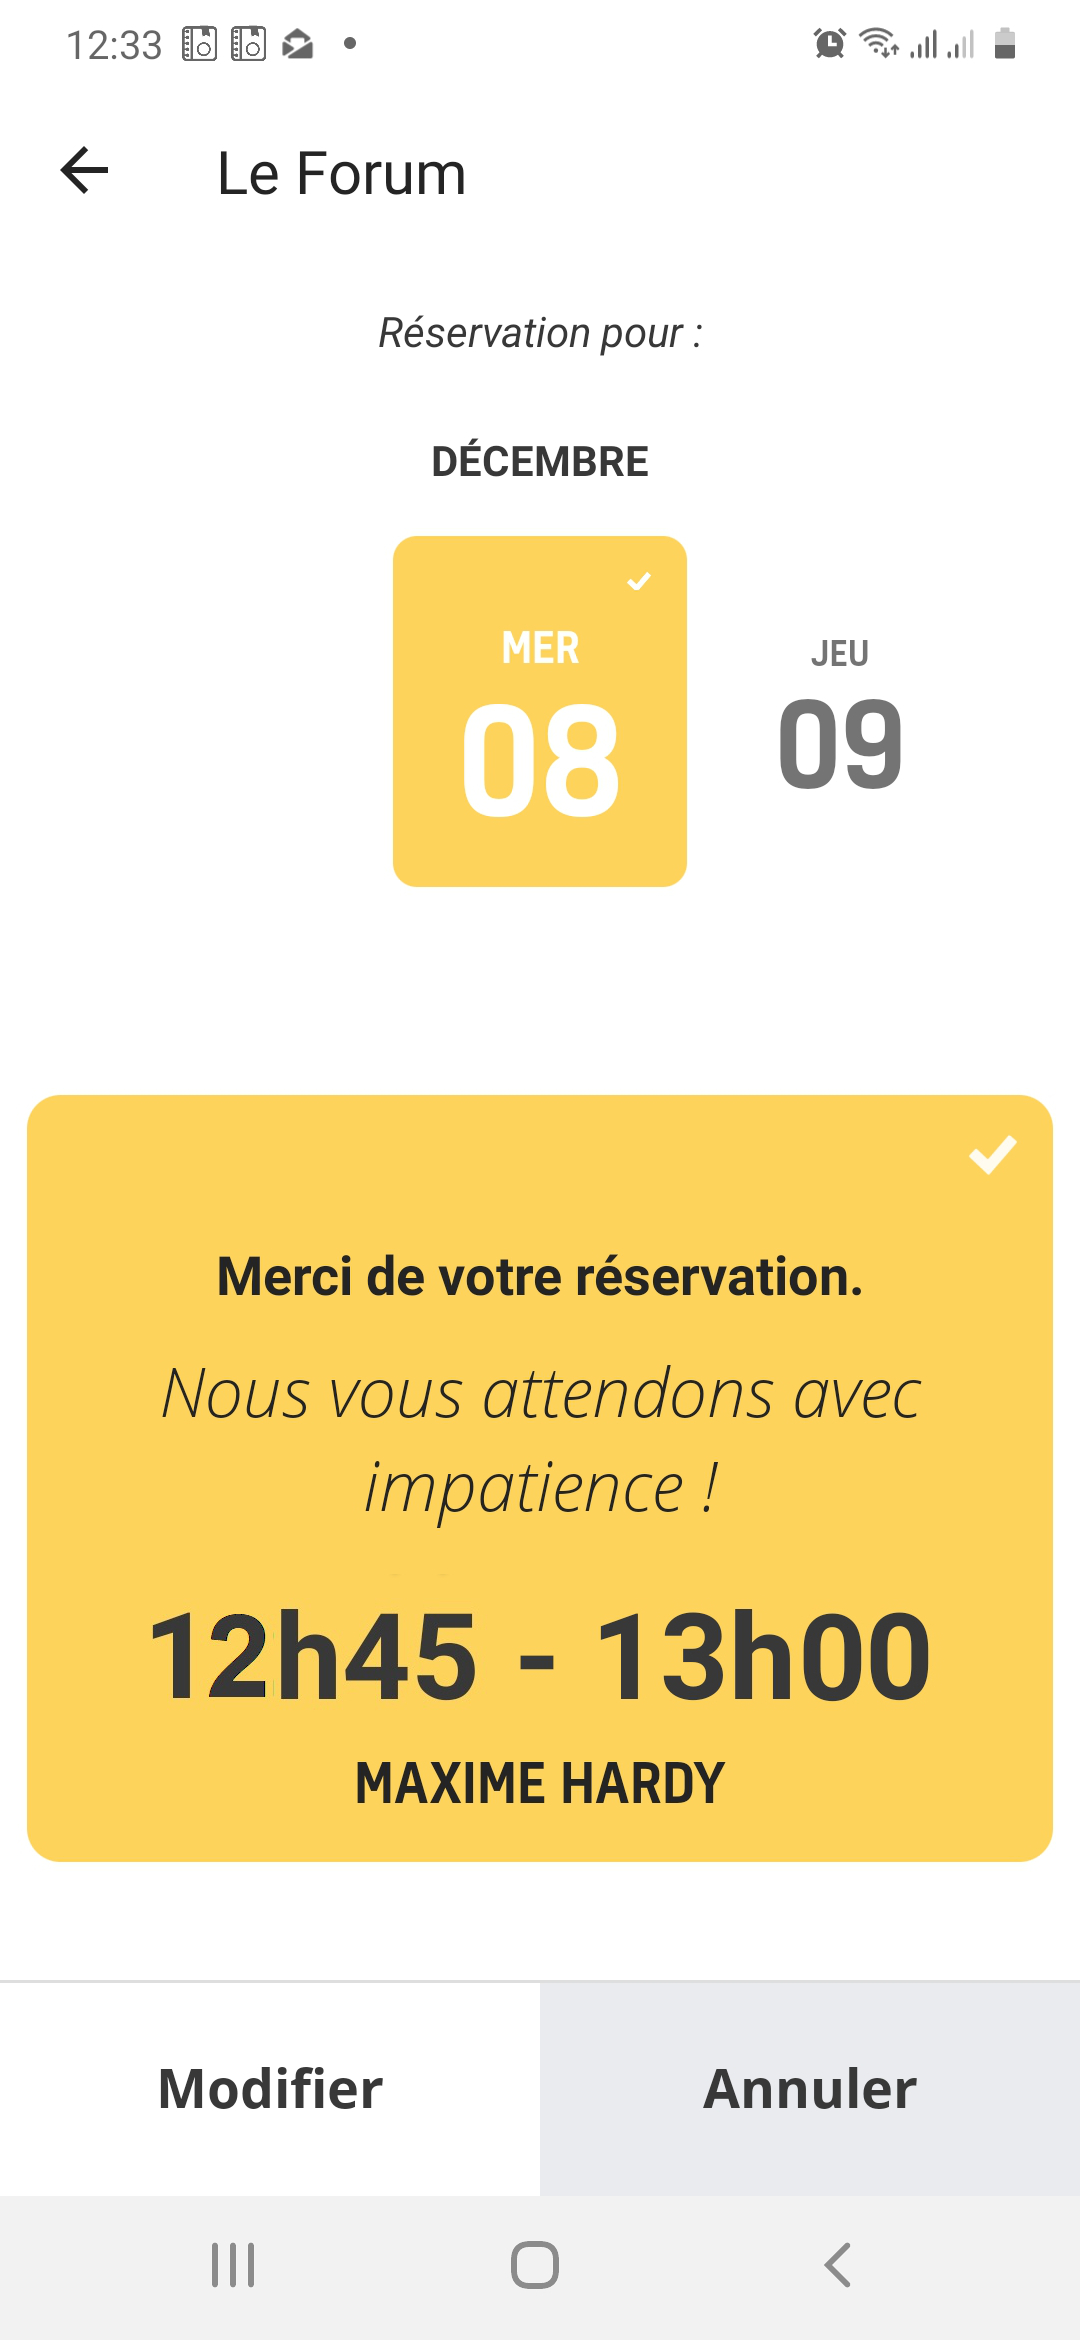 12:33
Le Forum
Réservation pour :
DÉCEMBRE
MER
08
JEU
09
Merci de votre réservation.
Nous vous attendons avec
impatience !
12h45 - 13h00
MAXIME HARDY
Modifier
Annuler